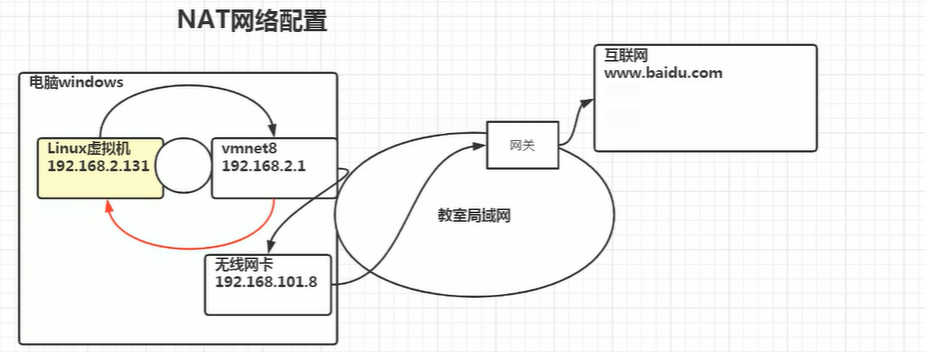 NAT网络配置
电脑windows
Linux虚拟机
192.168.2.131
vmnet8
192.168.2.1
无线网卡
192.168.101.8
教室局域网
网关
互联网
www.baidu.com